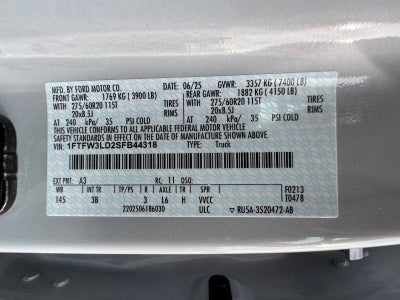 MFD. BY FORD MOTOR CO. DATE: 06/25 GVWR: 3357 KG (7400 LB)
FRONT GAWR: 1769 KG (3900 LB) REAR GAWR: 1882 KG (4150 LB)
WITH 275/60R20 115T TIRES WITH 275/60R20 115T TIRES
20x8.5J RIMS 20x8.5J RIMS
AT 240 kPa/ 35 PSI COLD AT 240 kPa/ 35 PSI COLD
THIS VEHICLE CONFORMS TO ALL APPLICABLE FEDERAL MOTOR VEHICLE
SAFETY STANDARDS IN EFFECT ON THE DATE OF MANUFACTURE SHOWN ABOVE.
VIN: 1FTFW3LD2SFB44318 TYPE: Truck
EXT PNT: A3 RC: 11 DSO:
WB INT TR TP/PS R AXLE TR SPR F0213
145 3B 3 L6 H VVCC T0478
2202506186030 ULC RU5A-3520472-AB